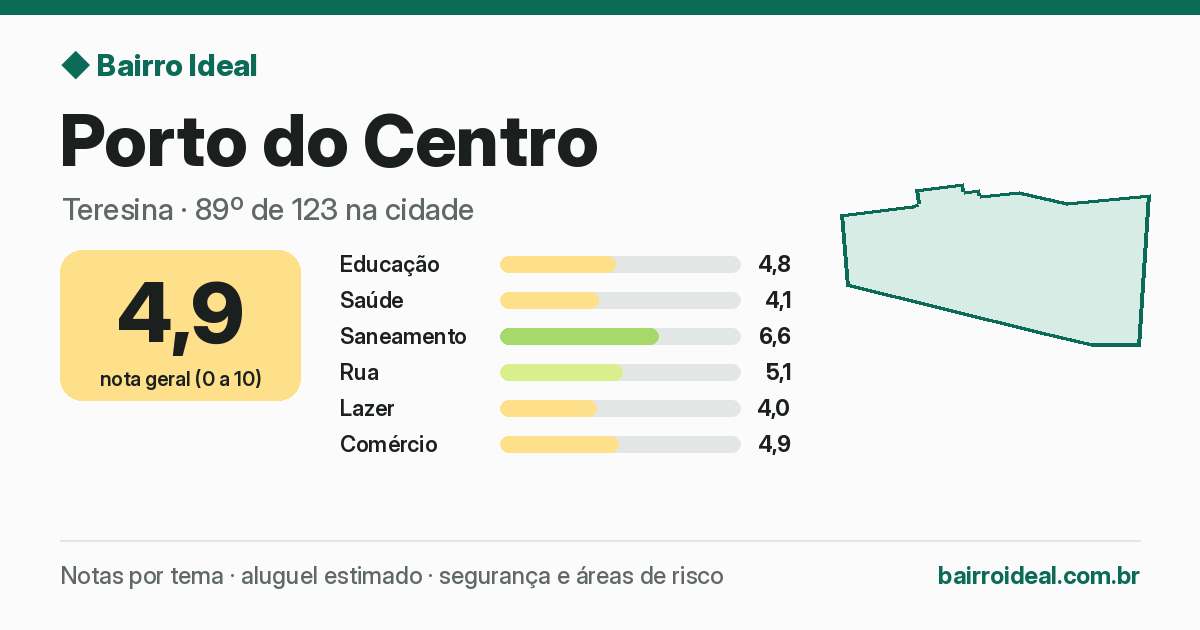 Bairro Ideal
Porto do Centro
Teresina · 89º de 123 na cidade
4,9
nota geral (0 a 10)
Educação 4,8
Saúde 4,1
Saneamento 6,6
Rua 5,1
Lazer 4,0
Comércio 4,9
Notas por tema · aluguel estimado · segurança e áreas de risco
bairroideal.com.br